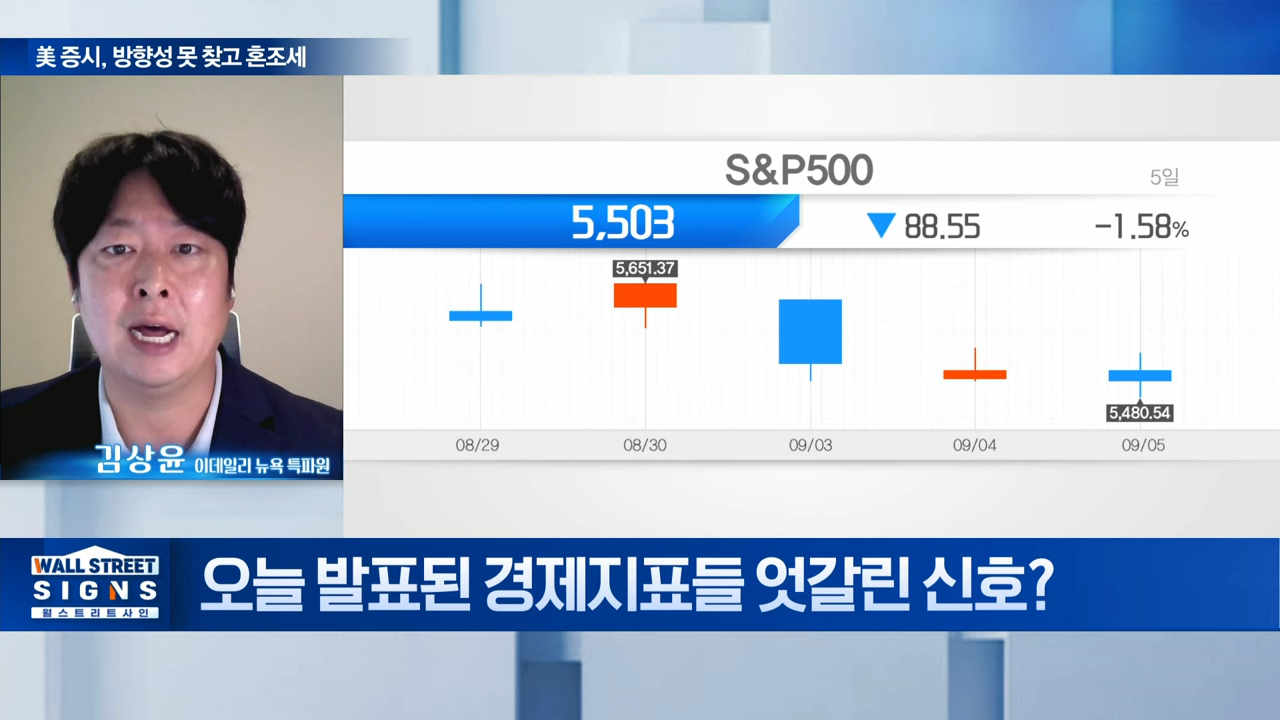 美 증시, 방향성 못 찾고 혼조세
S&P500
5일
5,503
▼ 88.55
-1.58%
5,651.37
5,480.54
08/29
08/30
09/03
09/04
09/05
김상윤 이데일리 뉴욕 특파원
WALL STREET
SIGNS
월스트리트사인
오늘 발표된 경제지표들 엇갈린 신호?